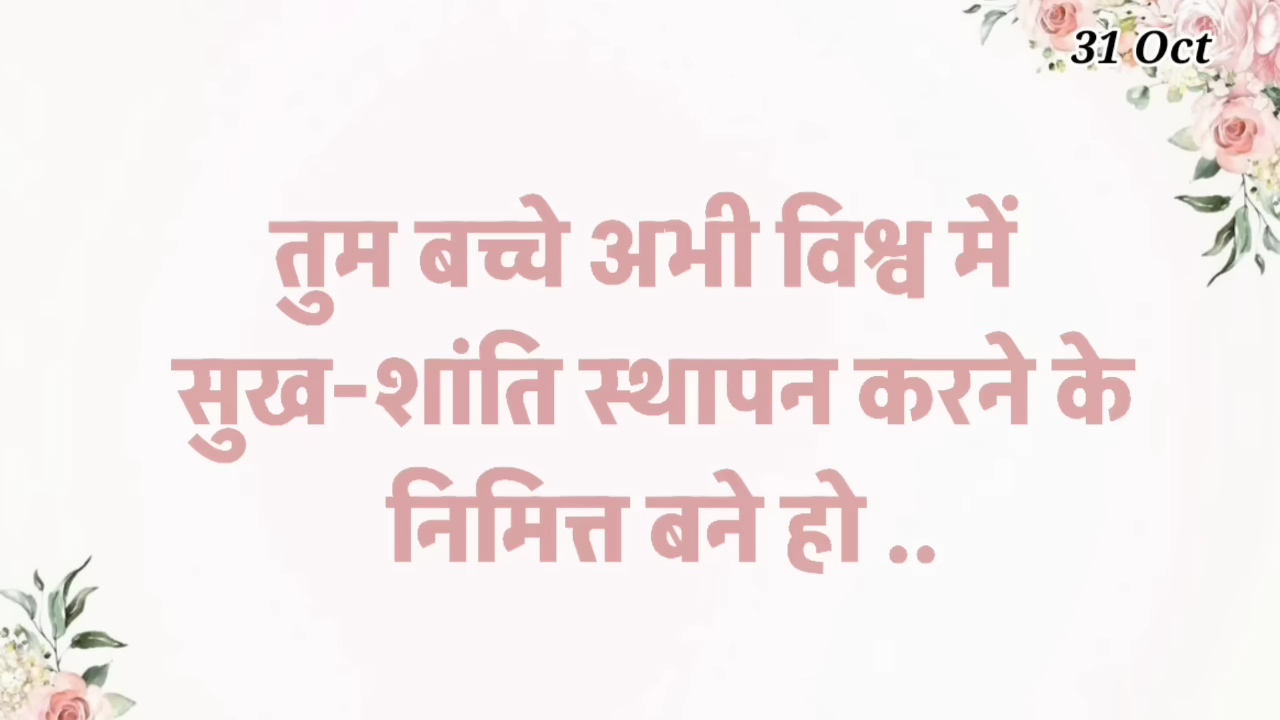 31 Oct
तुम बच्चे अभी विश्व में
सुख-शांति स्थापन करने के
निमित्त बने हो ..